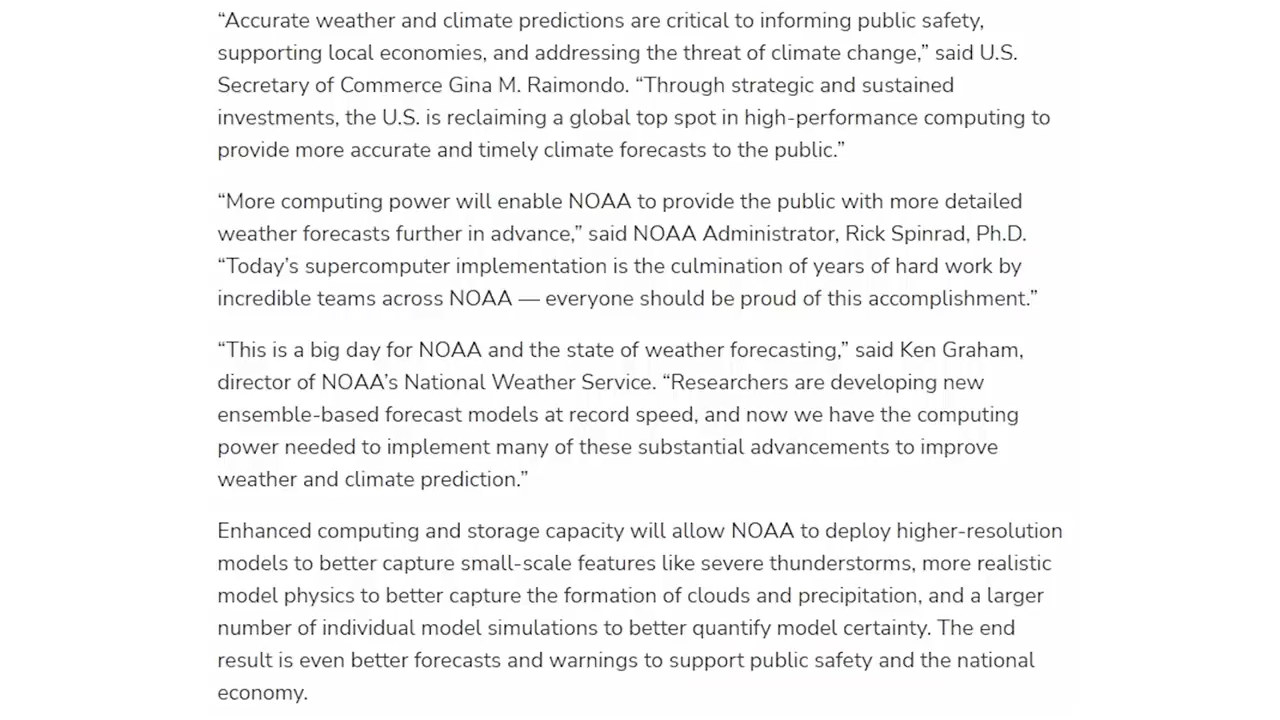 “Accurate weather and climate predictions are critical to informing public safety,
supporting local economies, and addressing the threat of climate change,” said U.S.
Secretary of Commerce Gina M. Raimondo. “Through strategic and sustained
investments, the U.S. is reclaiming a global top spot in high-performance computing to
provide more accurate and timely climate forecasts to the public.”
“More computing power will enable NOAA to provide the public with more detailed
weather forecasts further in advance,” said NOAA Administrator, Rick Spinrad, Ph.D.
“Today’s supercomputer implementation is the culmination of years of hard work by
incredible teams across NOAA — everyone should be proud of this accomplishment.”
“This is a big day for NOAA and the state of weather forecasting,” said Ken Graham,
director of NOAA’s National Weather Service. “Researchers are developing new
ensemble-based forecast models at record speed, and now we have the computing
power needed to implement many of these substantial advancements to improve
weather and climate prediction.”
Enhanced computing and storage capacity will allow NOAA to deploy higher-resolution
models to better capture small-scale features like severe thunderstorms, more realistic
model physics to better capture the formation of clouds and precipitation, and a larger
number of individual model simulations to better quantify model certainty. The end
result is even better forecasts and warnings to support public safety and the national
economy.